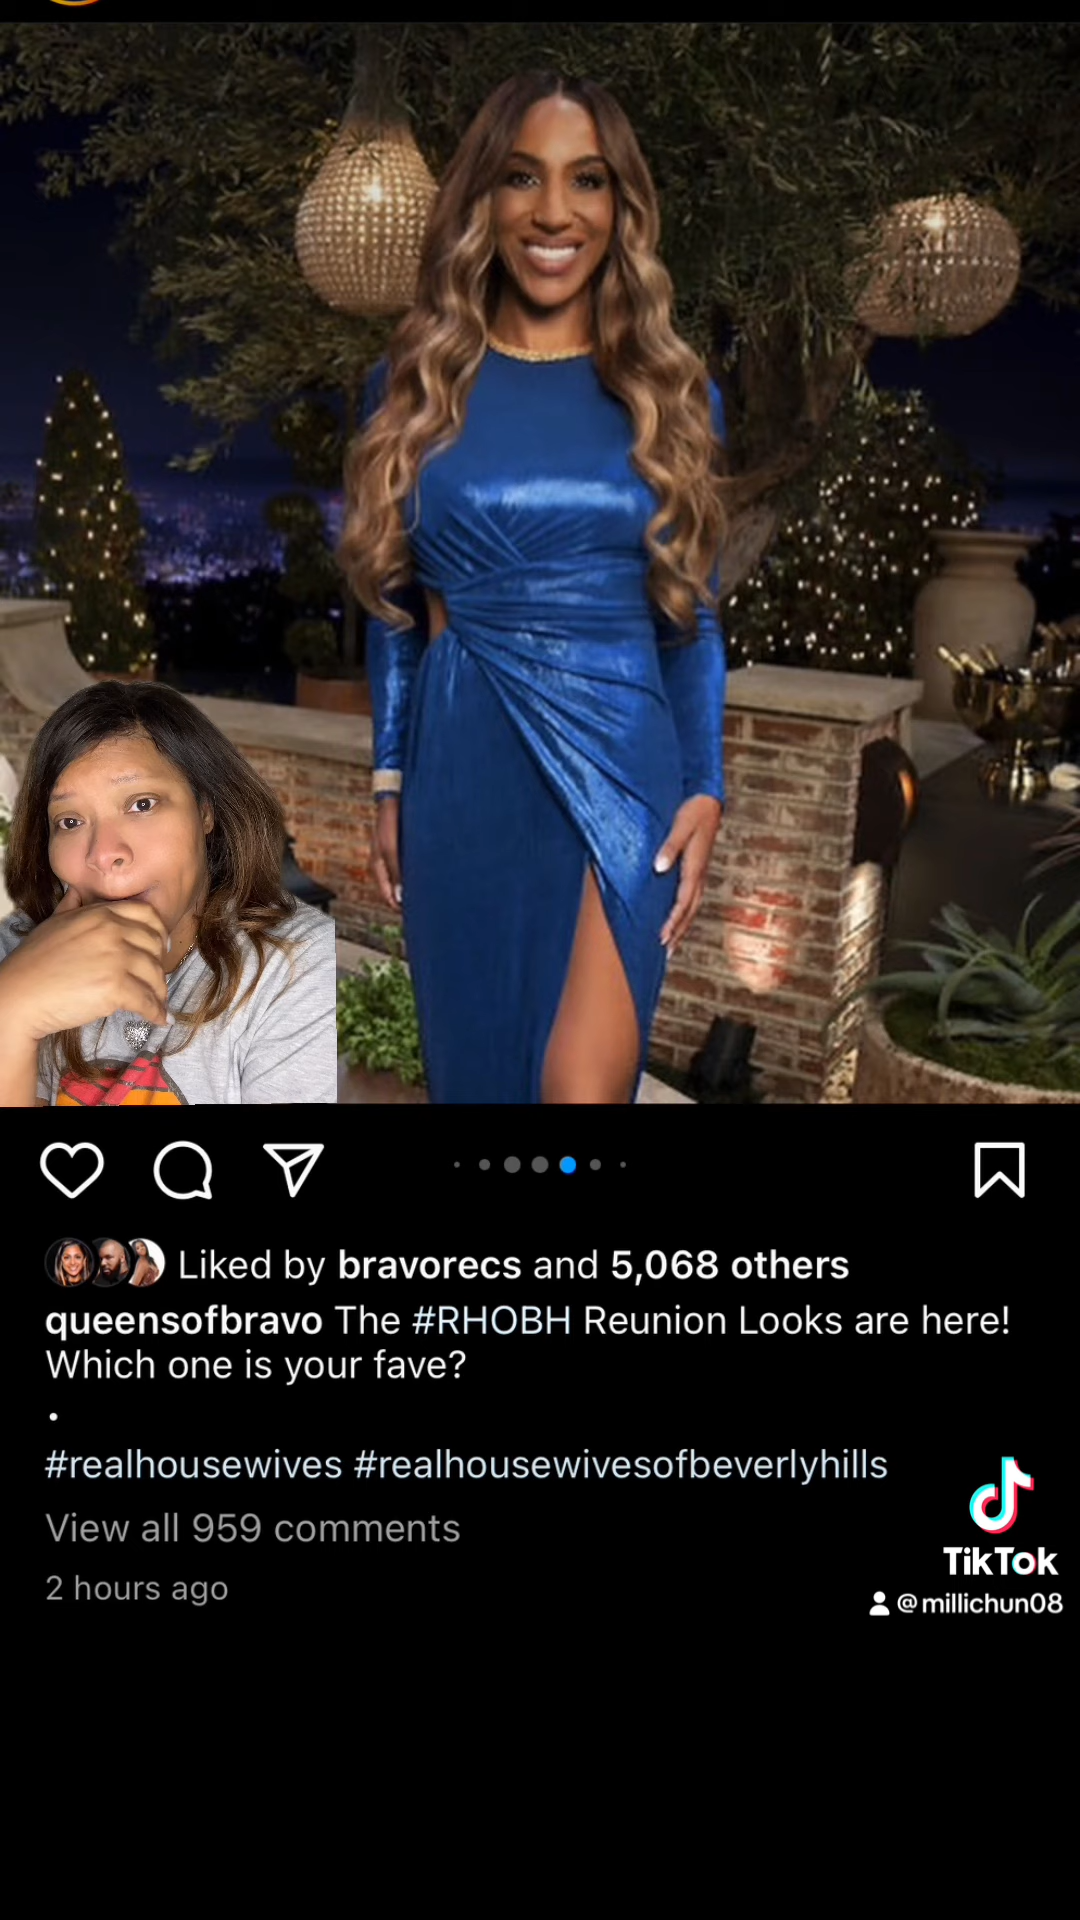 Liked by bravorecs and 5,068 others
queensofbravo The #RHOBH Reunion Looks are here!
Which one is your fave?
.
#realhousewives #realhousewivesofbeverlyhills
View all 959 comments
2 hours ago
TikTok
@millichun08